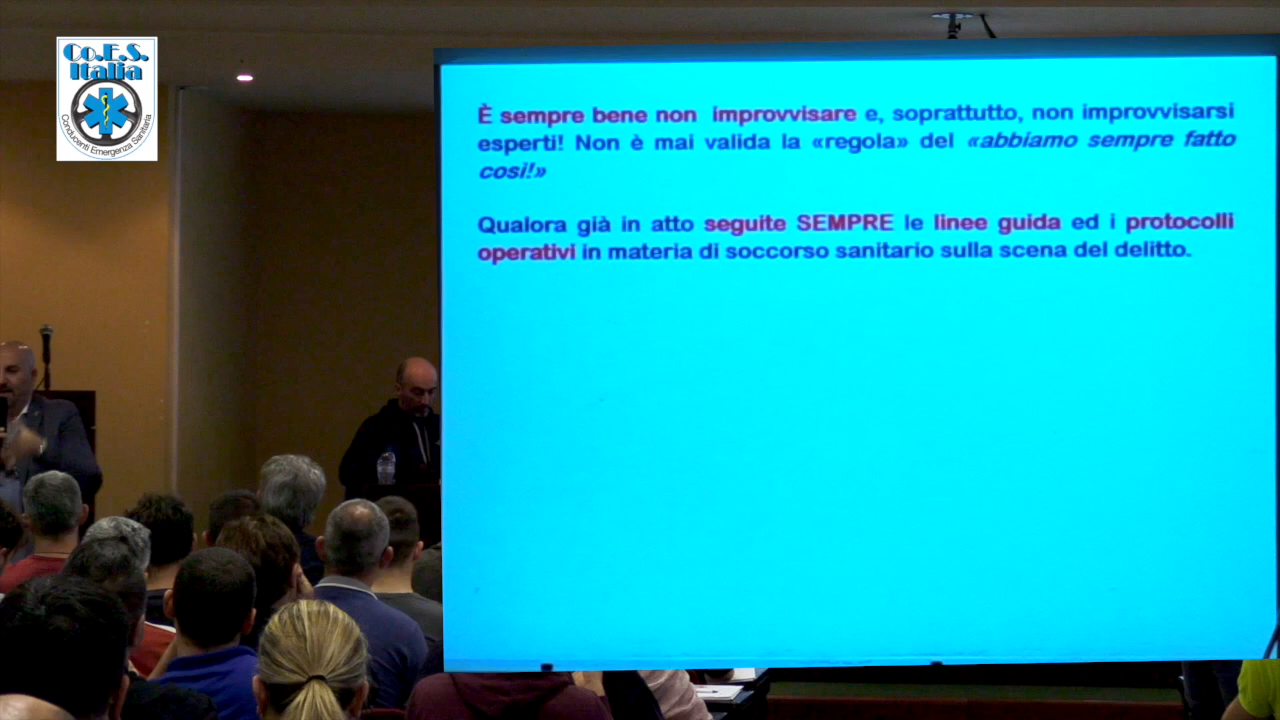 Co.E.S.
Italia
Conducenti Emergenza Sanitaria
È sempre bene non improvvisare e, soprattutto, non improvvisarsi
esperti! Non è mai valida la «regola» del «abbiamo sempre fatto
così!»
Qualora già in atto seguite SEMPRE le linee guida ed i protocolli
operativi in materia di soccorso sanitario sulla scena del delitto.